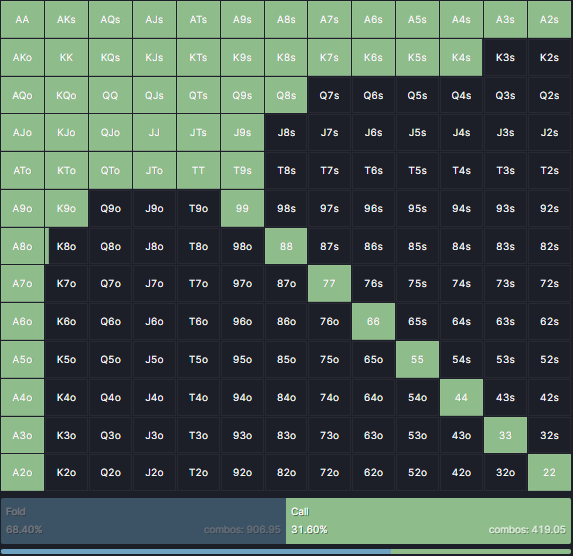 AA AKs AQs AJs ATs A9s A8s A7s A6s A5s A4s A3s A2s
AKo KK KQs KJs KTs K9s K8s K7s K6s K5s K4s K3s K2s
AQo KQo QQ QJs QTs Q9s Q8s Q7s Q6s Q5s Q4s Q3s Q2s
AJo KJo QJo JJ JTs J9s J8s J7s J6s J5s J4s J3s J2s
ATo KTo QTo JTo TT T9s T8s T7s T6s T5s T4s T3s T2s
A9o K9o Q9o J9o T9o 99 98s 97s 96s 95s 94s 93s 92s
A8o K8o Q8o J8o T8o 98o 88 87s 86s 85s 84s 83s 82s
A7o K7o Q7o J7o T7o 97o 87o 77 76s 75s 74s 73s 72s
A6o K6o Q6o J6o T6o 96o 86o 76o 66 65s 64s 63s 62s
A5o K5o Q5o J5o T5o 95o 85o 75o 65o 55 54s 53s 52s
A4o K4o Q4o J4o T4o 94o 84o 74o 64o 54o 44 43s 42s
A3o K3o Q3o J3o T3o 93o 83o 73o 63o 53o 43o 33 32s
A2o K2o Q2o J2o T2o 92o 82o 72o 62o 52o 42o 32o 22
Fold Call
68.40% combos: 906.95 31.60% combos: 419.05